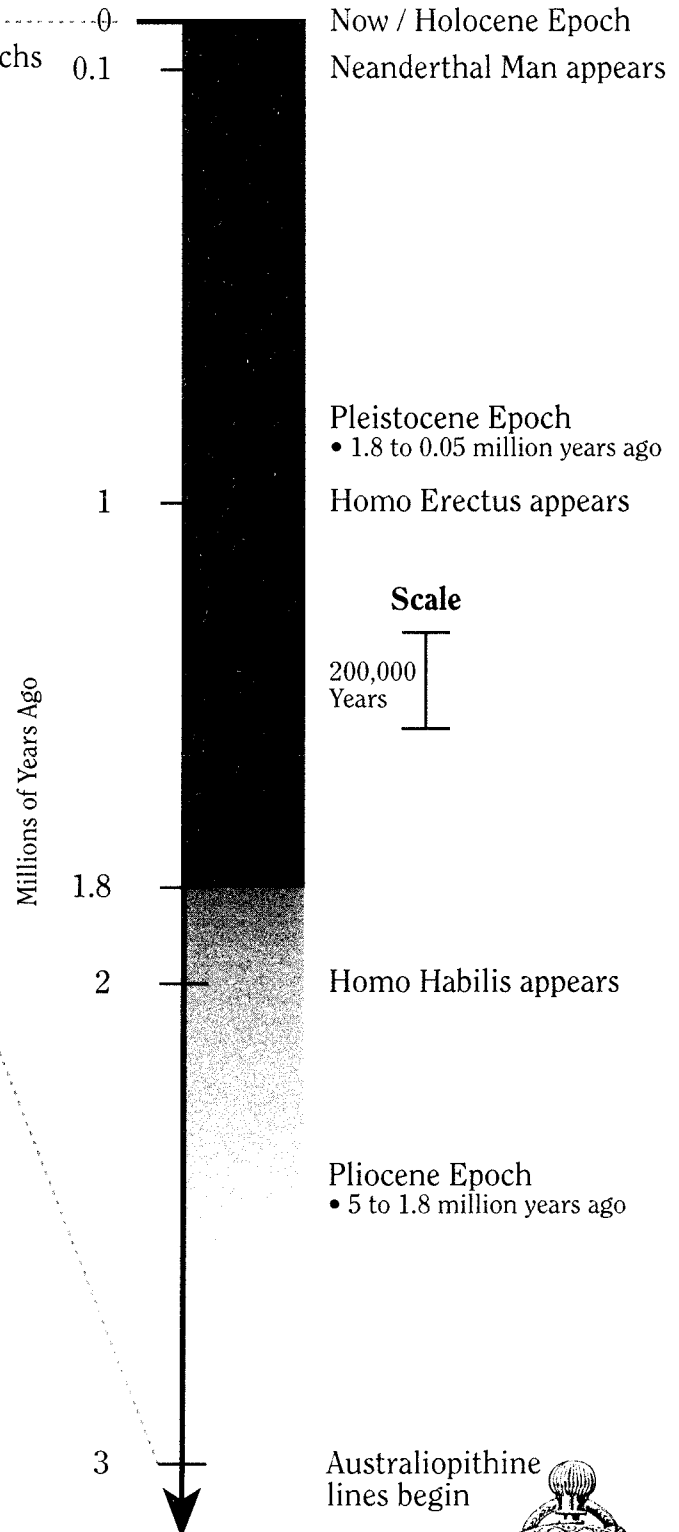 0 Now / Holocene Epoch
chs
0.1 Neanderthal Man appears
Pleistocene Epoch
• 1.8 to 0.05 million years ago
1 Homo Erectus appears
Scale
200,000
Years
Millions of Years Ago
1.8
2 Homo Habilis appears
Pliocene Epoch
• 5 to 1.8 million years ago
3 Australiopithine
lines begin